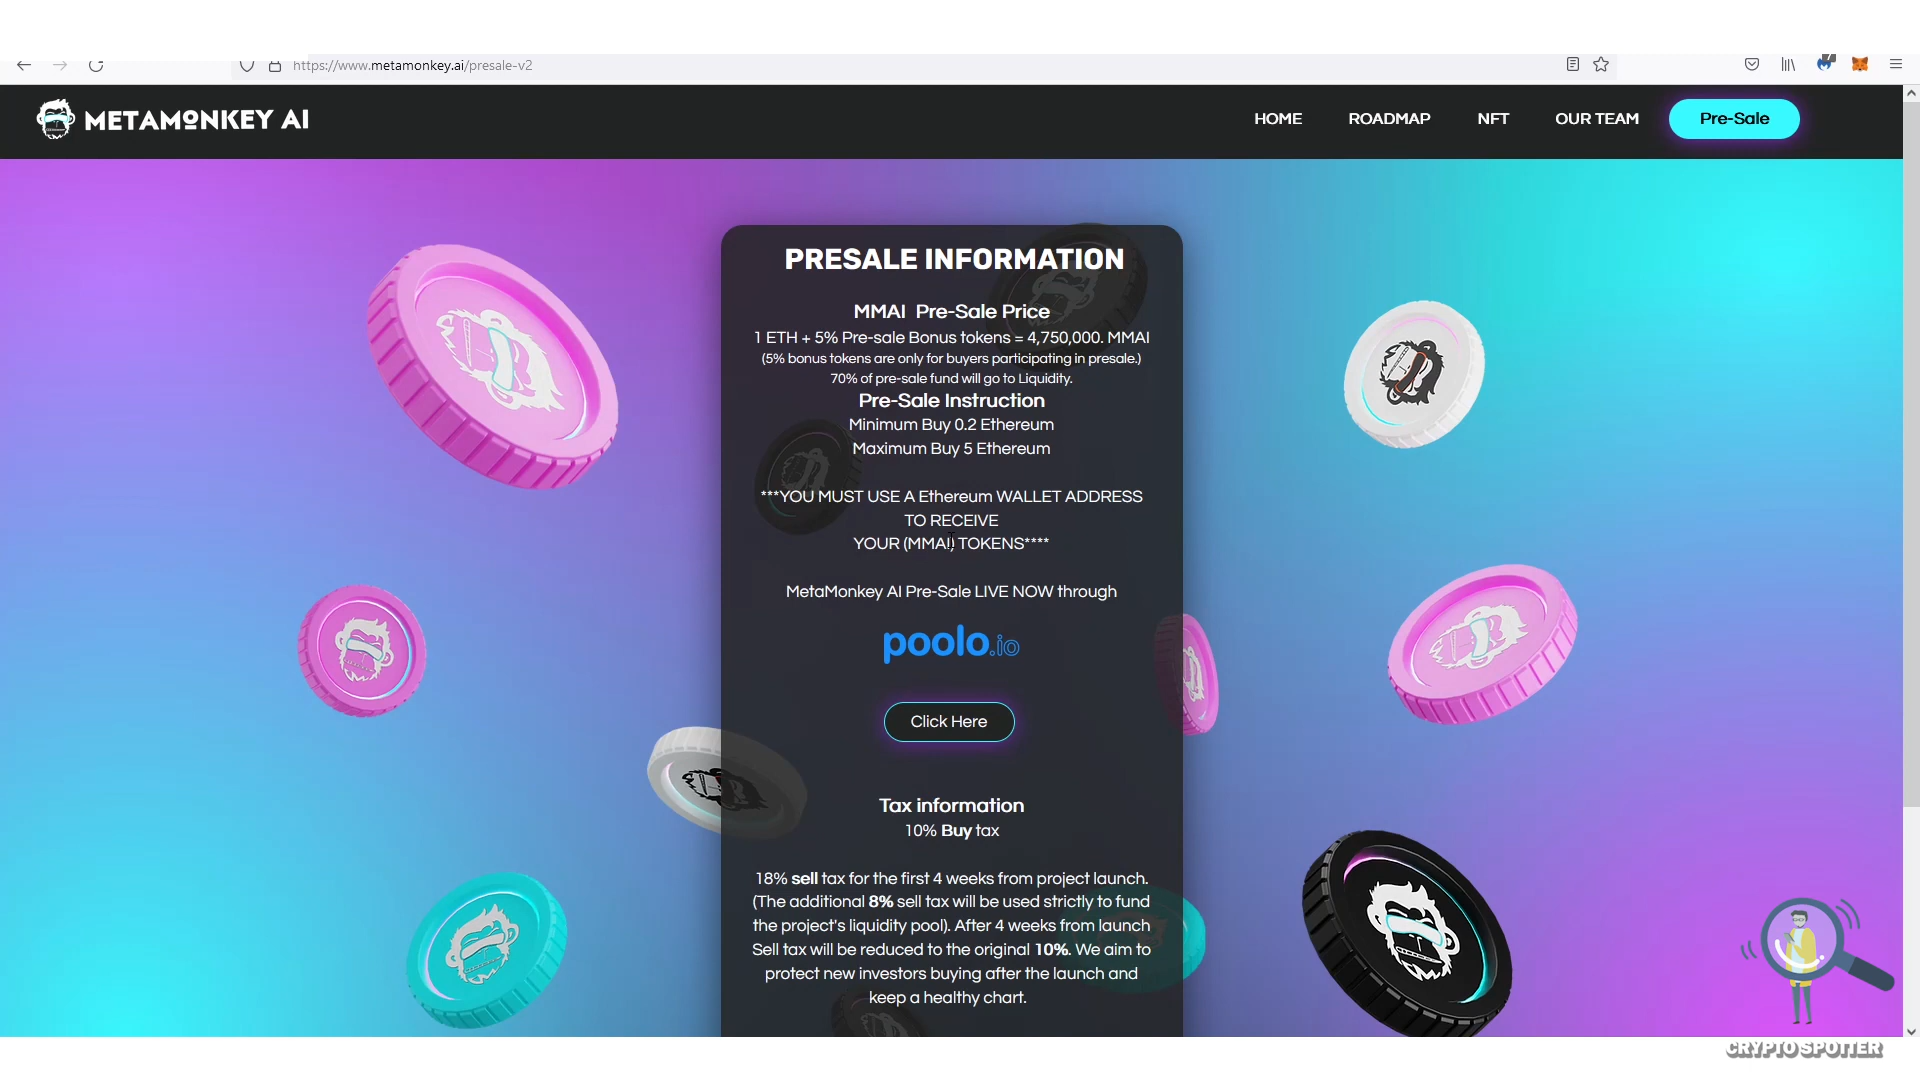 https://www.metamonkey.ai/presale-v2
METAMONKEY AI
HOME
ROADMAP
NFT
OUR TEAM
Pre-Sale
PRESALE INFORMATION
MMAI Pre-Sale Price
1 ETH + 5% Pre-sale Bonus tokens = 4,750,000. MMAI
(5% bonus tokens are only for buyers participating in presale.)
70% of pre-sale fund will go to Liquidity.
Pre-Sale Instruction
Minimum Buy 0.2 Ethereum
Maximum Buy 5 Ethereum
***YOU MUST USE A Ethereum WALLET ADDRESS
TO RECEIVE
YOUR (MMAI) TOKENS****
MetaMonkey AI Pre-Sale LIVE NOW through
poolo.io
Click Here
Tax information
10% Buy tax
18% sell tax for the first 4 weeks from project launch.
(The additional 8% sell tax will be used strictly to fund
the project's liquidity pool). After 4 weeks from launch
Sell tax will be reduced to the original 10%. We aim to
protect new investors buying after the launch and
keep a healthy chart.
CRYPTO SPOTTER